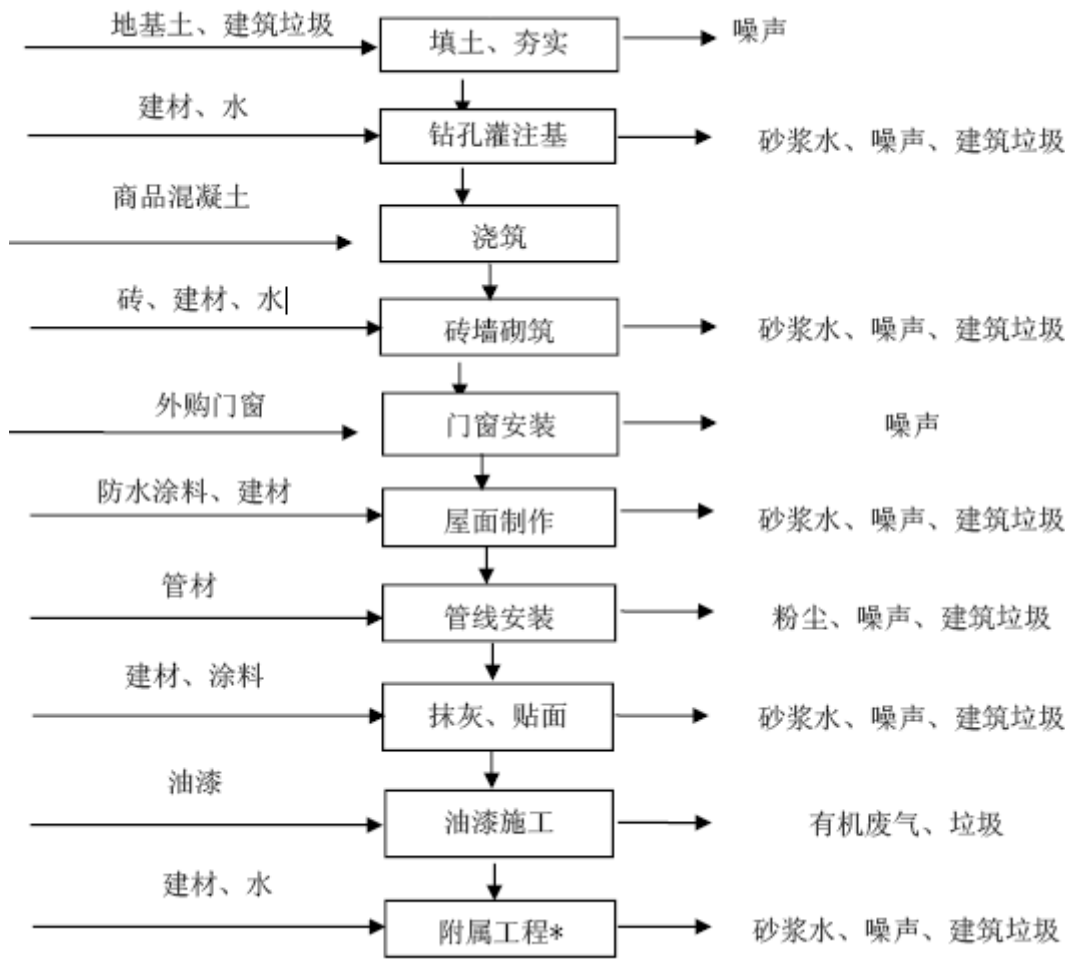 地基土、建筑垃圾
填土、夯实
噪声
建材、水
钻孔灌注基
砂浆水、噪声、建筑垃圾
商品混凝土
浇筑
砖、建材、水
砖墙砌筑
砂浆水、噪声、建筑垃圾
外购门窗
门窗安装
噪声
防水涂料、建材
屋面制作
砂浆水、噪声、建筑垃圾
管材
管线安装
粉尘、噪声、建筑垃圾
建材、涂料
抹灰、贴面
砂浆水、噪声、建筑垃圾
油漆
油漆施工
有机废气、垃圾
建材、水
附属工程*
砂浆水、噪声、建筑垃圾